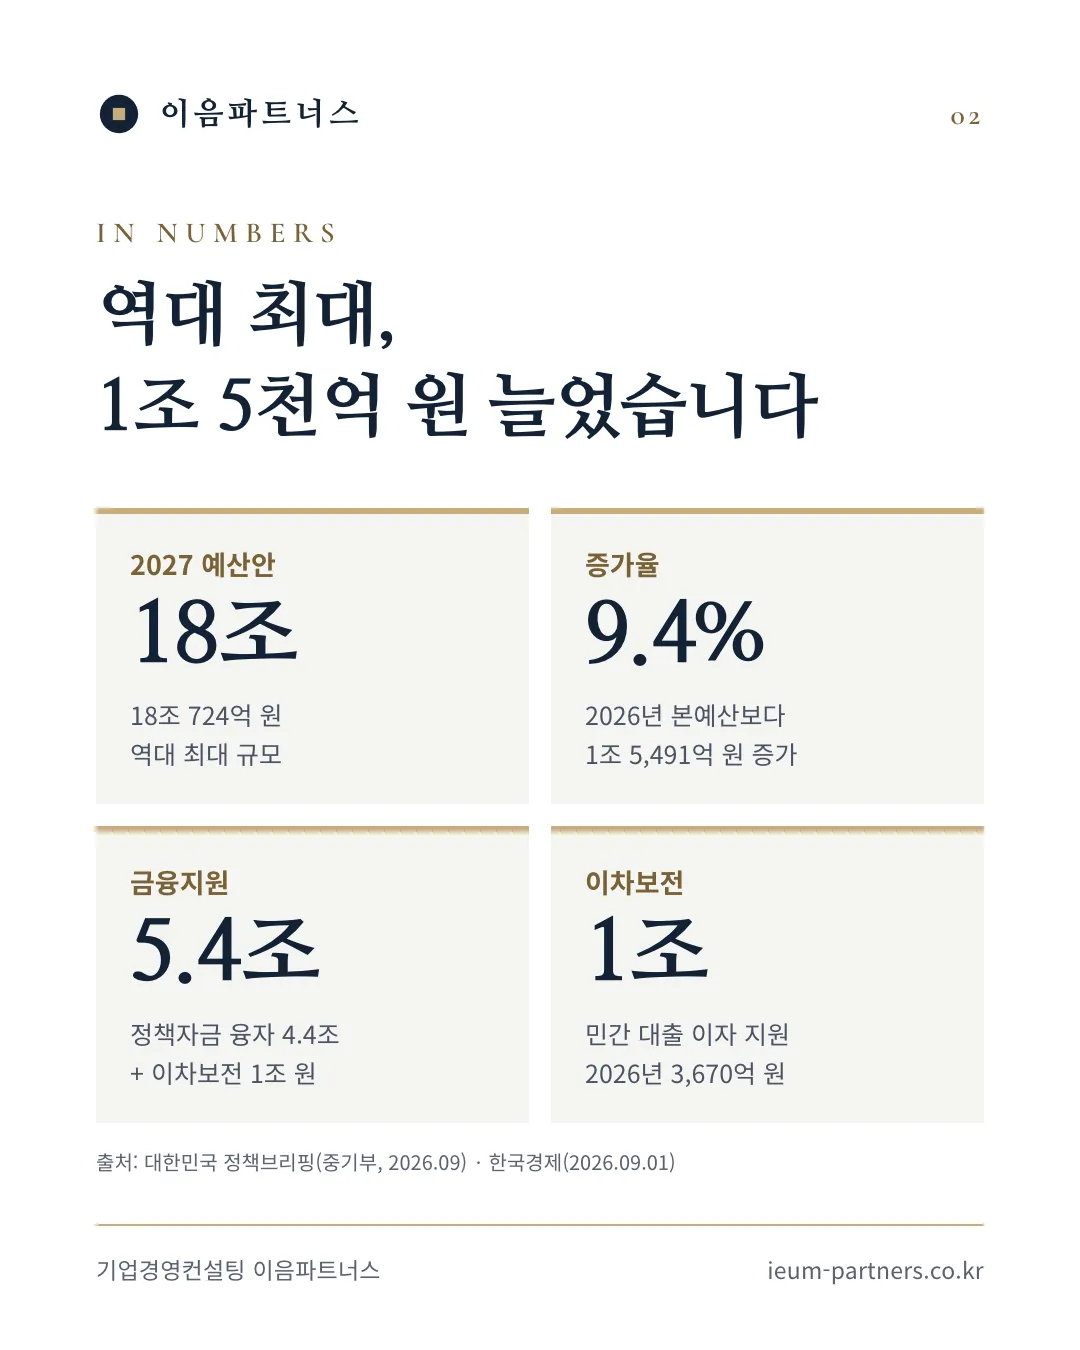 이음파트너스
02
IN NUMBERS
역대 최대,
1조 5천억 원 늘었습니다
2027 예산안
18조
18조 724억 원
역대 최대 규모
증가율
9.4%
2026년 본예산보다
1조 5,491억 원 증가
금융지원
5.4조
정책자금 융자 4.4조
+ 이차보전 1조 원
이차보전
1조
민간 대출 이자 지원
2026년 3,670억 원
출처: 대한민국 정책브리핑(중기부, 2026.09) · 한국경제(2026.09.01)
기업경영컨설팅 이음파트너스
ieum-partners.co.kr